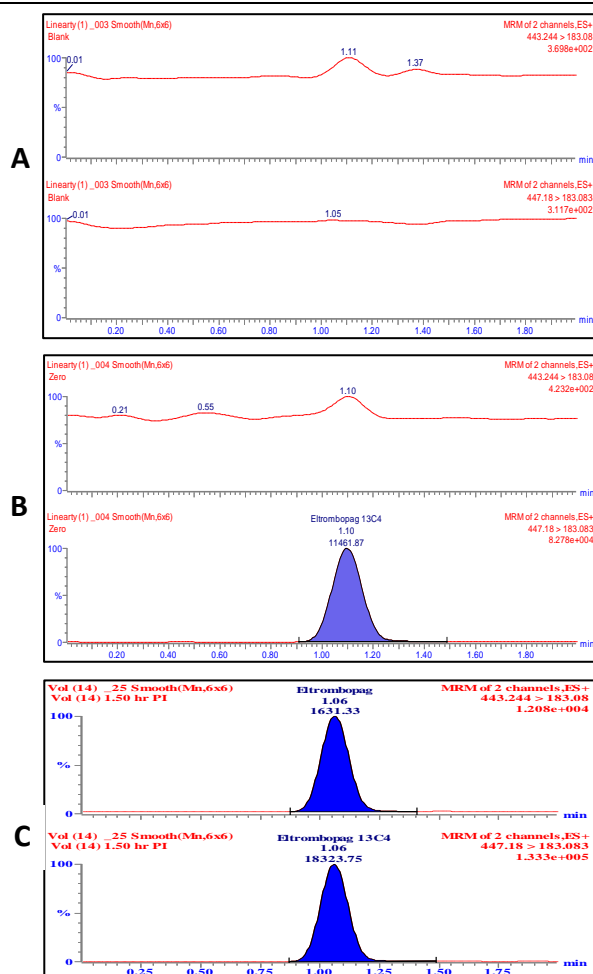 A
Linearty (1) _003 Smooth(Mn,6x6)
Blank
MRM of 2 channels,ES+
443.244 > 183.08
3.698e+002
100
%
0
0.01
1.11
1.37
min
Linearty (1) _003 Smooth(Mn,6x6)
Blank
MRM of 2 channels,ES+
447.18 > 183.083
3.117e+002
100
%
0
0.01
1.05
min
0.20 0.40 0.60 0.80 1.00 1.20 1.40 1.60 1.80
B
Linearty (1) _004 Smooth(Mn,6x6)
Zero
MRM of 2 channels,ES+
443.244 > 183.08
4.232e+002
100
%
0
0.21
0.55
1.10
min
Linearty (1) _004 Smooth(Mn,6x6)
Zero
Eltrombopag 13C4
1.10
11461.87
MRM of 2 channels,ES+
447.18 > 183.083
8.278e+004
100
%
0
min
0.20 0.40 0.60 0.80 1.00 1.20 1.40 1.60 1.80
C
Vol (14) _25 Smooth(Mn,6x6)
Vol (14) 1.50 hr PI
Eltrombopag
1.06
1631.33
MRM of 2 channels,ES+
443.244 > 183.08
1.208e+004
100
%
0
min
Vol (14) _25 Smooth(Mn,6x6)
Vol (14) 1.50 hr PI
Eltrombopag 13C4
1.06
18323.75
MRM of 2 channels,ES+
447.18 > 183.083
1.333e+005
100
%
0
min
0.25 0.50 0.75 1.00 1.25 1.50 1.75